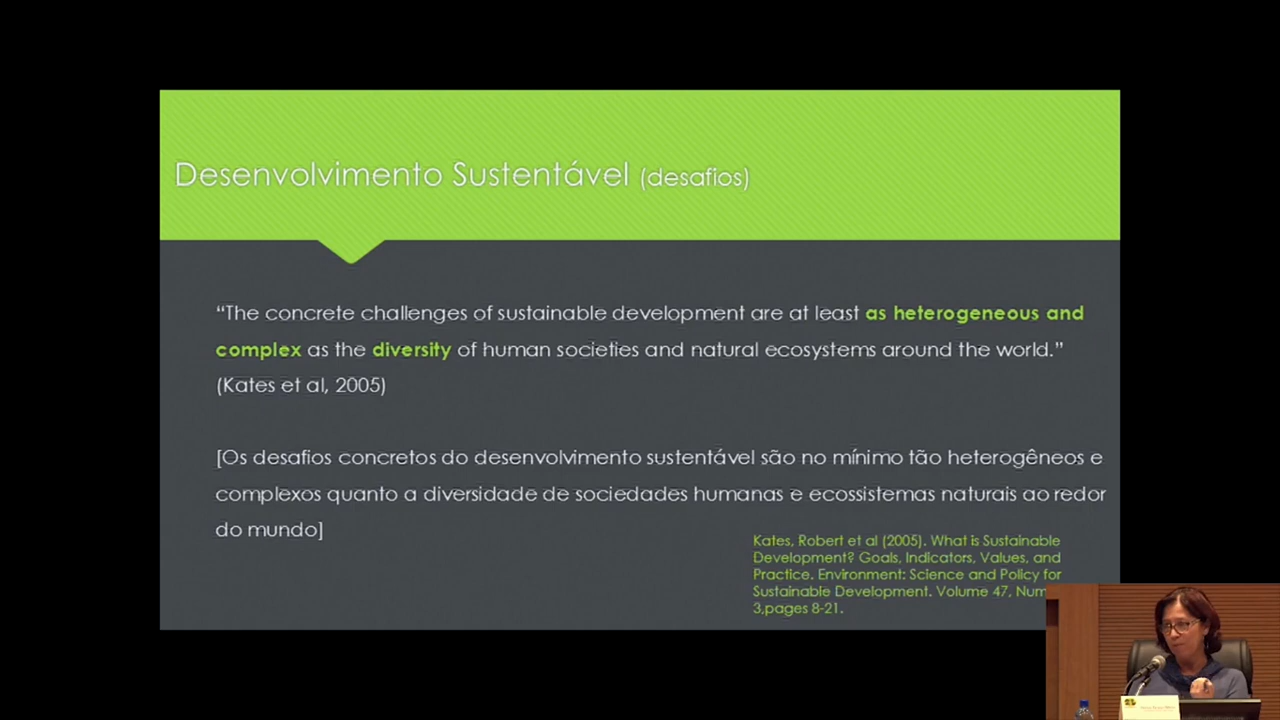 Desenvolvimento Sustentável (desafios)
“The concrete challenges of sustainable development are at least as heterogeneous and
complex as the diversity of human societies and natural ecosystems around the world.”
(Kates et al, 2005)
[Os desafios concretos do desenvolvimento sustentável são no mínimo tão heterogêneos e
complexos quanto a diversidade de sociedades humanas e ecossistemas naturais ao redor
do mundo]
Kates, Robert et al (2005). What is Sustainable
Development? Goals, Indicators, Values, and
Practice. Environment: Science and Policy for
Sustainable Development. Volume 47, Num
3,pages 8-21.